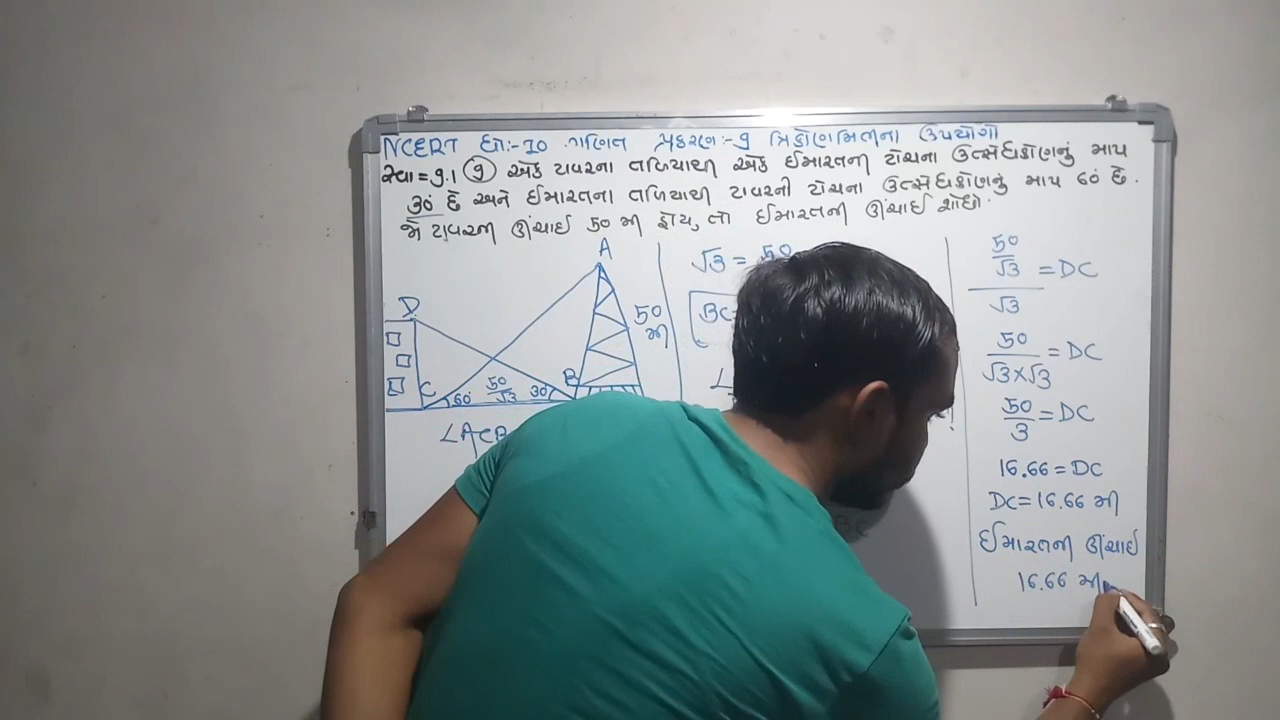 NCERT ધો:-10 ગણિત પ્રકરણ:-9 ત્રિકોણમિતિના ઉપયોગો
સ્વા=9.1 (9) એક ટાવરના તળિયાથી એક ઈમારતની ટોચના ઉત્સેધકોણનું માપ
30° છે અને ઈમારતના તળિયાથી ટાવરની ટોચના ઉત્સેધકોણનું માપ 60° છે.
જો ટાવરની ઊંચાઈ 50 મી હોય, તો ઈમારતની ઊંચાઈ શોધો.
A
D
50
મી
C
60°
50/√3
30°
B
∠ACB
√3 = 50
BC
50/√3 / √3 = DC
50/√3×√3 = DC
50/3 = DC
16.66 = DC
DC = 16.66 મી
ઈમારતની ઊંચાઈ
16.66 મી